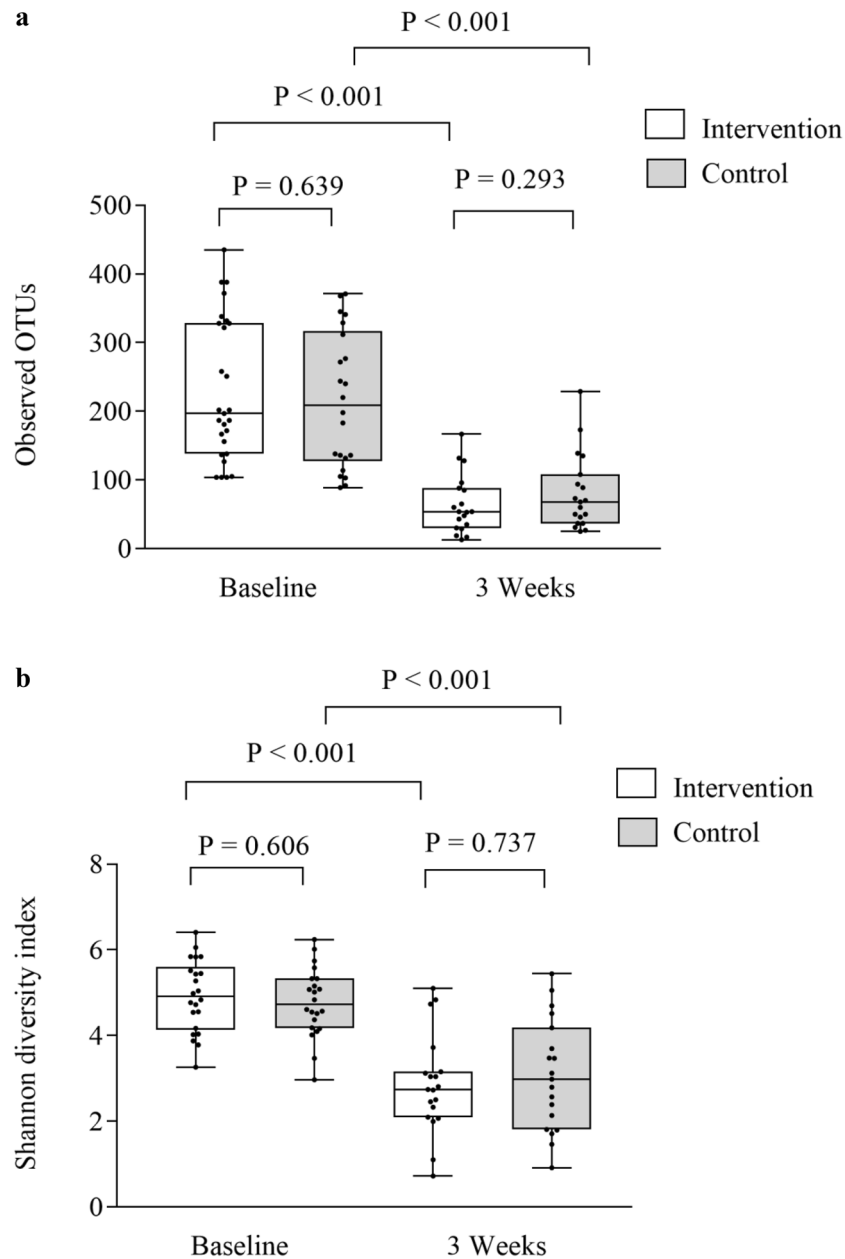 a
P < 0.001
P < 0.001
Intervention
Control
P = 0.639
P = 0.293
500
400
300
200
100
0
Observed OTUs
Baseline
3 Weeks
b
P < 0.001
P < 0.001
Intervention
Control
P = 0.606
P = 0.737
8
6
4
2
0
Shannon diversity index
Baseline
3 Weeks